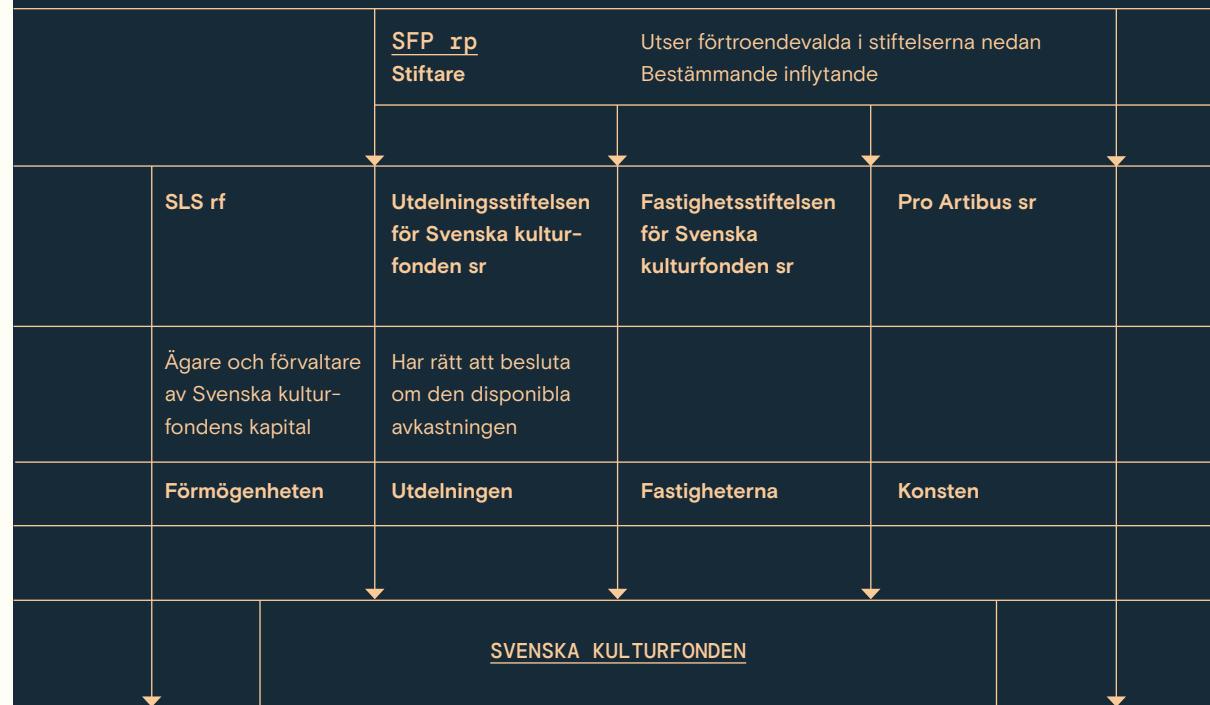 SFP rp
Stiftare
Utser förtroendevalda i stiftelserna nedan
Bestämmande inflytande
SLS rf
Utdelningsstiftelsen
för Svenska kultur-
fonden sr
Fastighetsstiftelsen
för Svenska
kulturfonden sr
Pro Artibus sr
Ägare och förvaltare
av Svenska kultur-
fondens kapital
Har rätt att besluta
om den disponibla
avkastningen
Förmögenheten
Utdelningen
Fastigheterna
Konsten
SVENSKA KULTURFONDEN